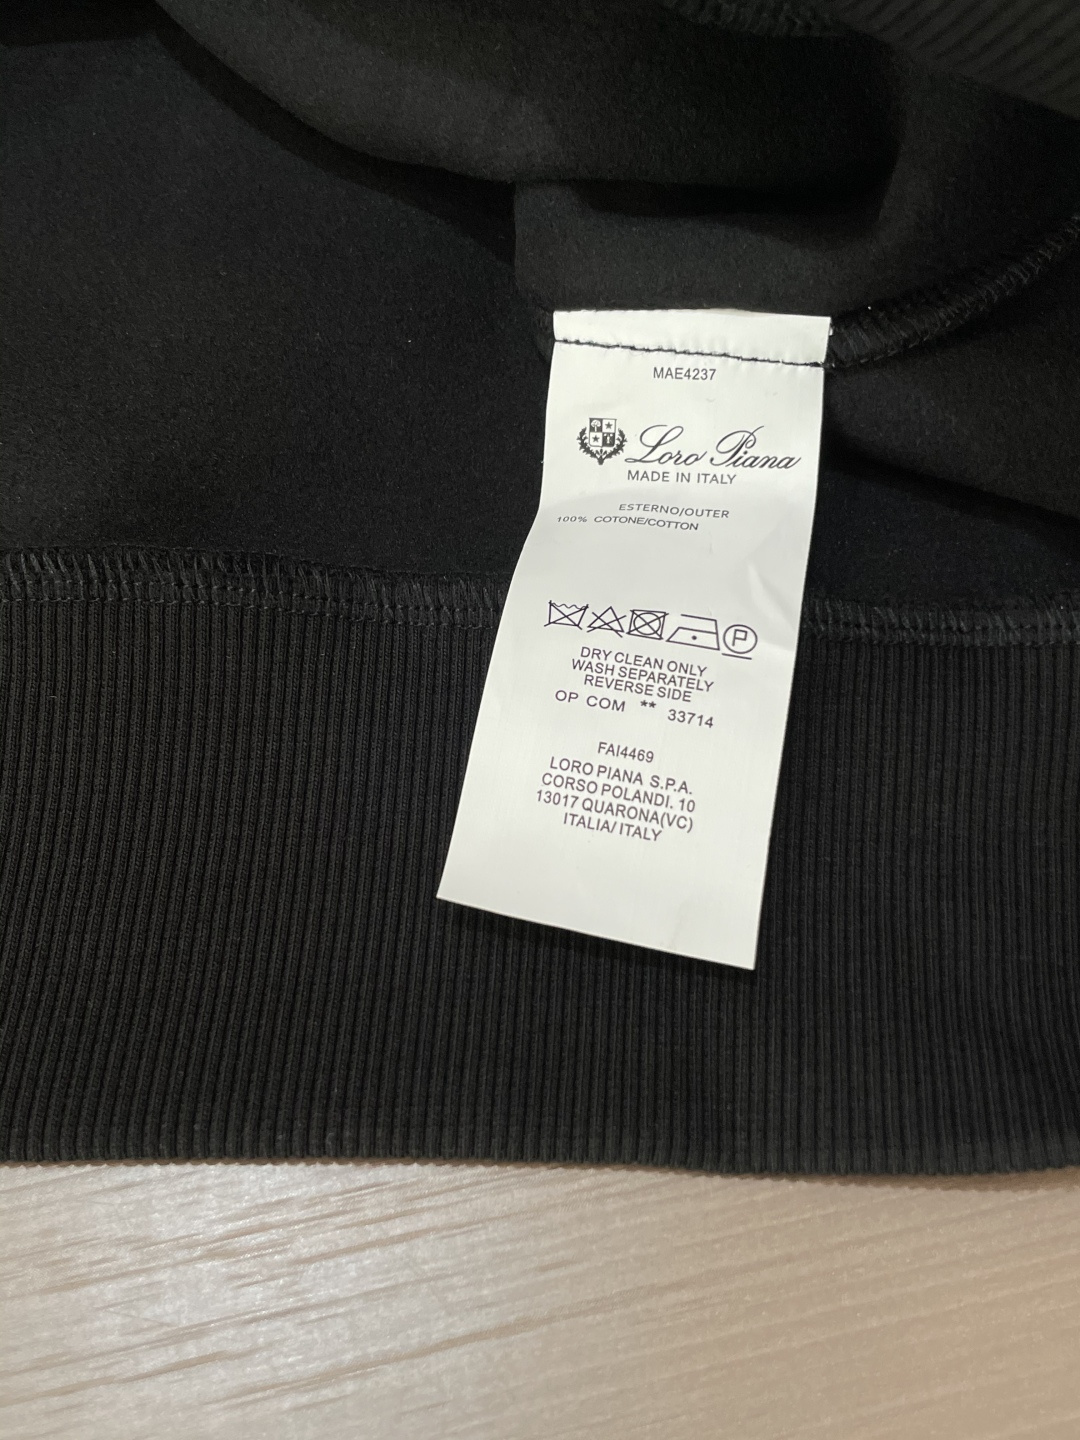 MAE4237
Loro Piana
MADE IN ITALY
ESTERNO/OUTER
100% COTONE/COTTON
P
DRY CLEAN ONLY
WASH SEPARATELY
REVERSE SIDE
OP COM ** 33714
FAI4469
LORO PIANA S.P.A.
CORSO POLANDI. 10
13017 QUARONA(VC)
ITALIA/ITALY